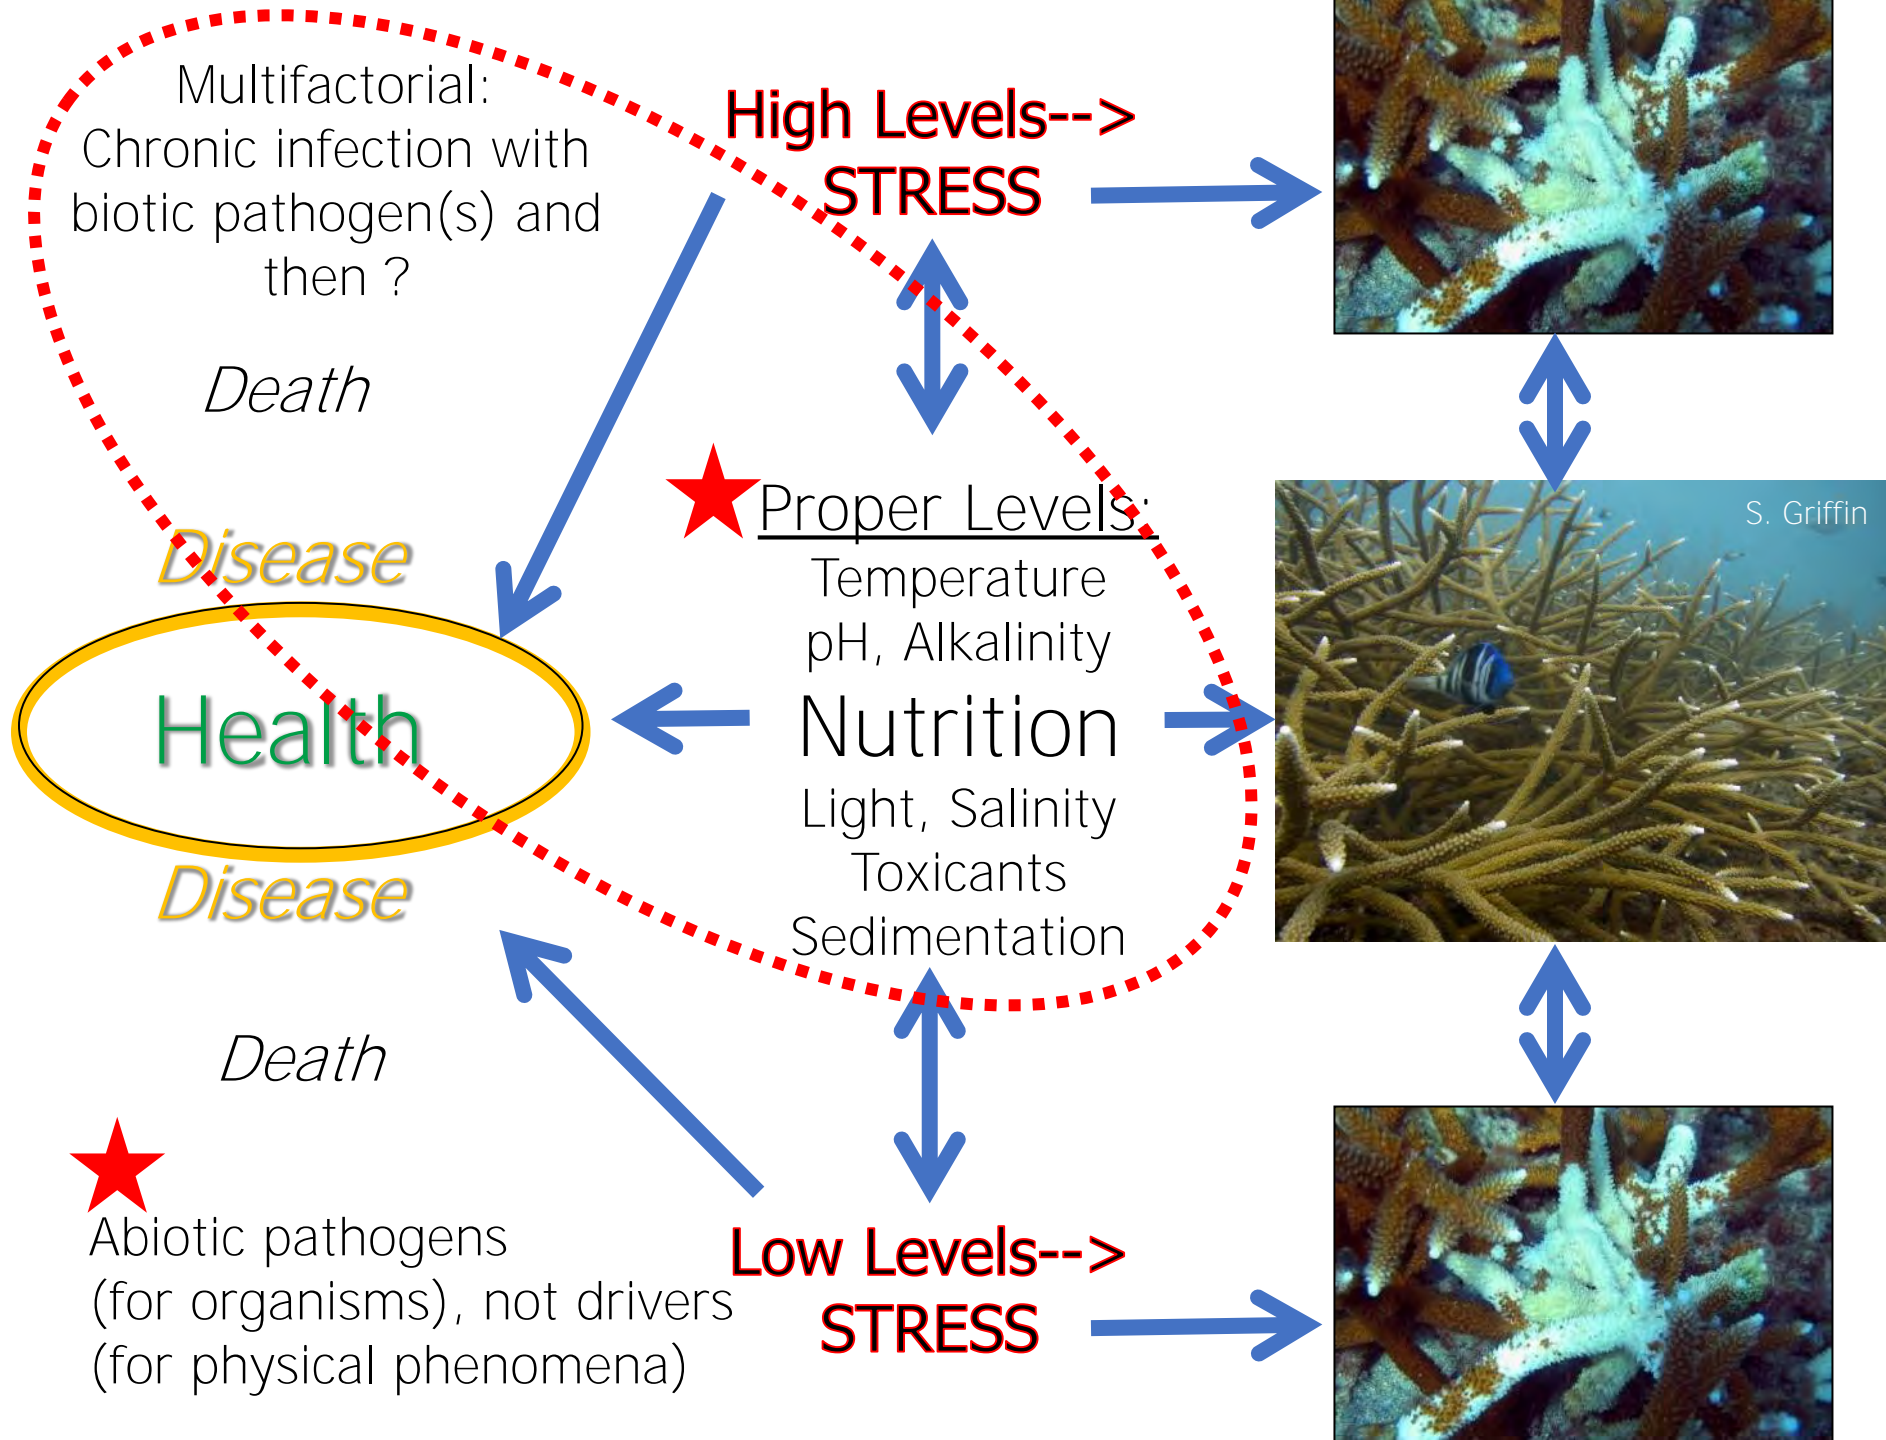 Multifactorial:
Chronic infection with
biotic pathogen(s) and
then ?
Death
Disease
Health
Disease
Death
Abiotic pathogens
(for organisms), not drivers
(for physical phenomena)
High Levels-->
STRESS
Proper Levels:
Temperature
pH, Alkalinity
Nutrition
Light, Salinity
Toxicants
Sedimentation
Low Levels-->
STRESS
S. Griffin